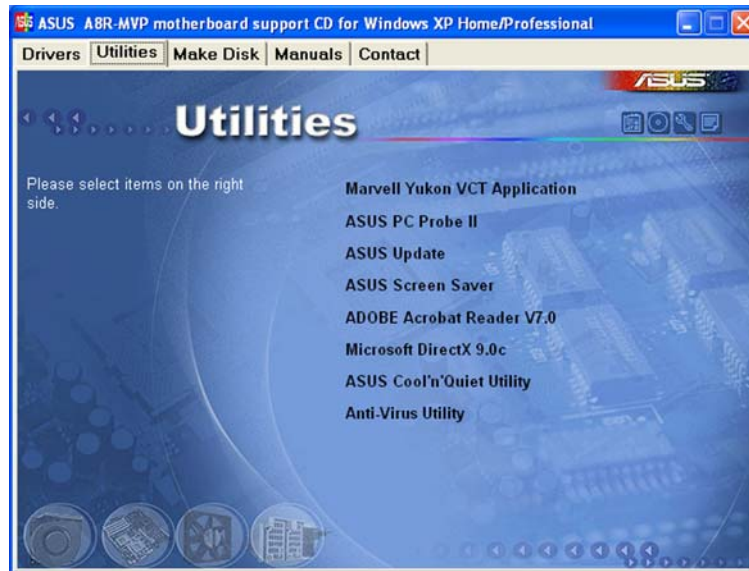 ASUS A8R-MVP motherboard support CD for Windows XP Home/Professional
Drivers Utilities Make Disk Manuals Contact
ASUS
Utilities
Please select items on the right
side.
Marvell Yukon VCT Application
ASUS PC Probe II
ASUS Update
ASUS Screen Saver
ADOBE Acrobat Reader V7.0
Microsoft DirectX 9.0c
ASUS Cool'n'Quiet Utility
Anti-Virus Utility